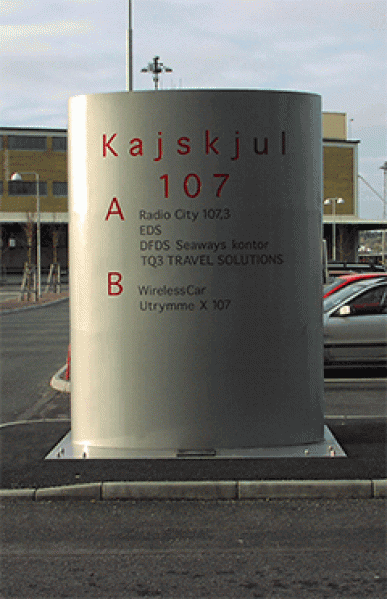 Kajskjul
107
A Radio City 107,3
EDS
DFDS Seaways kontor
TQ3 TRAVEL SOLUTIONS
B WirelessCar
Utrymme X 107